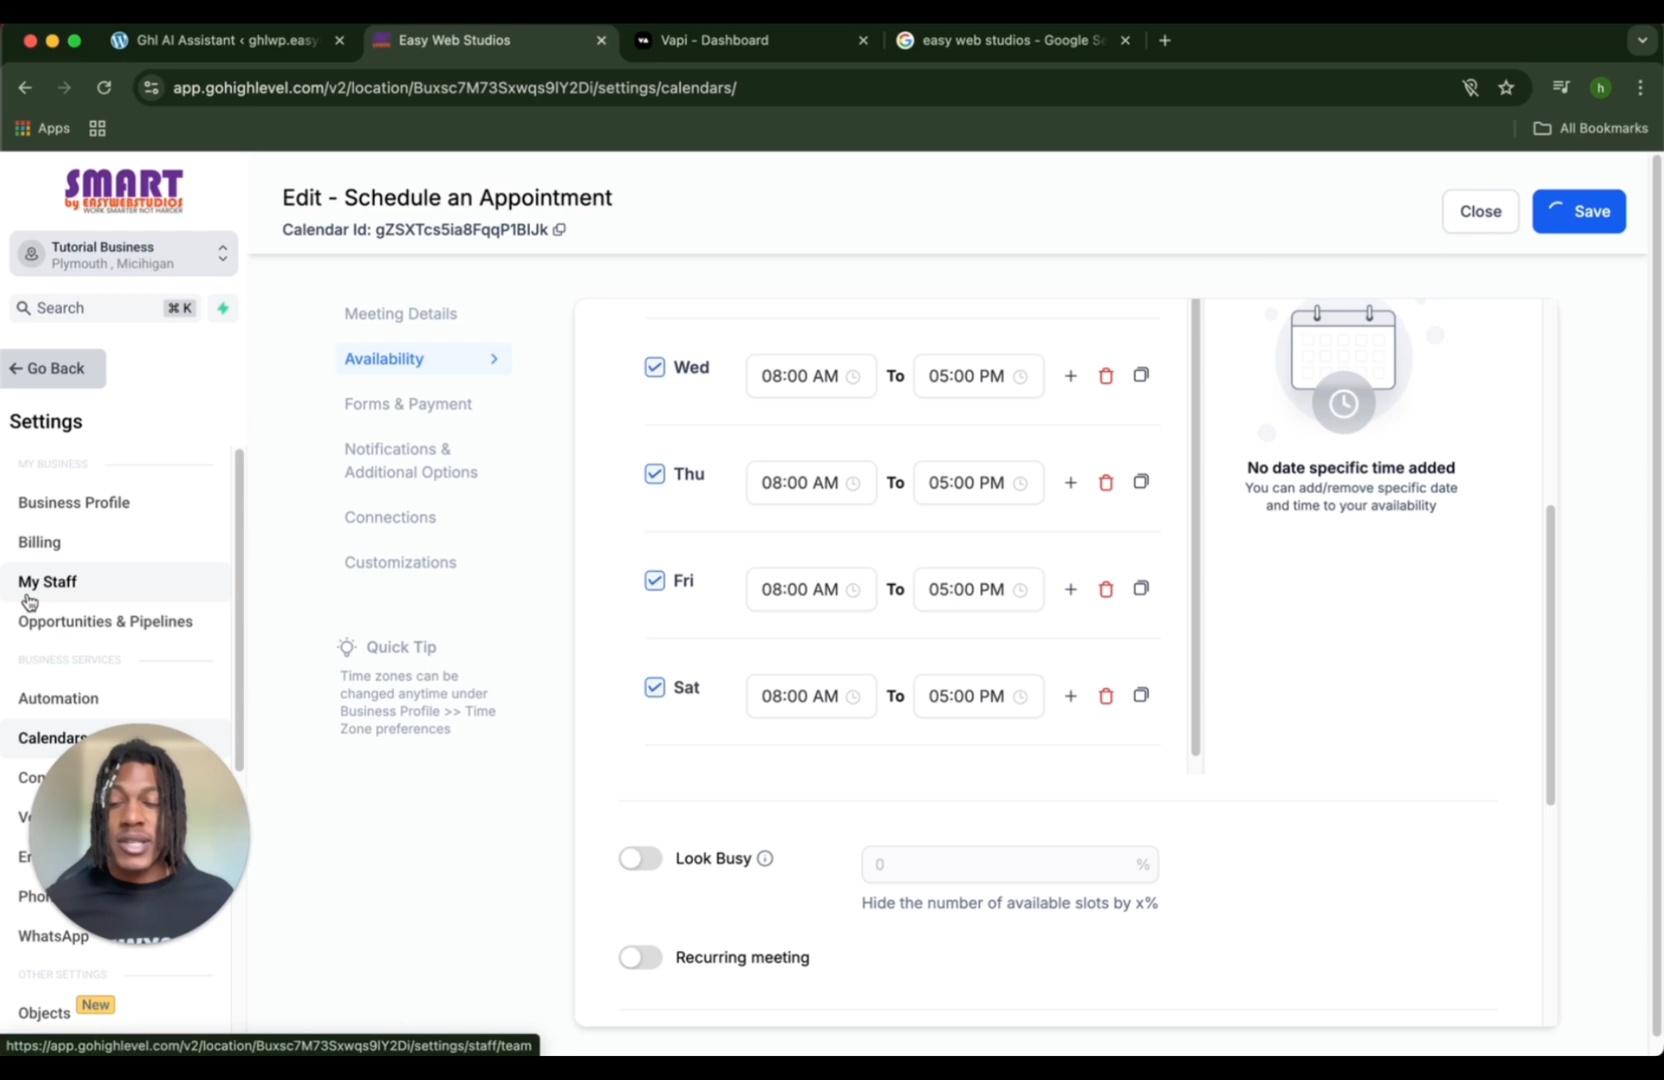 Ghl AI Assistant ‹ ghlwp.easy
Easy Web Studios
Vapi - Dashboard
easy web studios - Google Se
app.gohighlevel.com/v2/location/Buxsc7M73Sxwqs9lY2Di/settings/calendars/
h
Apps
All Bookmarks
SMART
by EASYWEBSTUDIOS
WORK SMARTER NOT HARDER
Tutorial Business
Plymouth , Micihigan
Search
⌘ K
Go Back
Settings
MY BUSINESS
Business Profile
Billing
My Staff
Opportunities & Pipelines
BUSINESS SERVICES
Automation
Calendars
Con
Ve
Em
Phon
WhatsApp
OTHER SETTINGS
Objects
New
https://app.gohighlevel.com/v2/location/Buxsc7M73Sxwqs9lY2Di/settings/staff/team
Edit - Schedule an Appointment
Calendar Id: gZSXTcs5ia8FqqP1BIJk
Close
Save
Meeting Details
Availability
Forms & Payment
Notifications &
Additional Options
Connections
Customizations
Quick Tip
Time zones can be
changed anytime under
Business Profile >> Time
Zone preferences
Wed 08:00 AM To 05:00 PM
Thu 08:00 AM To 05:00 PM
Fri 08:00 AM To 05:00 PM
Sat 08:00 AM To 05:00 PM
No date specific time added
You can add/remove specific date
and time to your availability
Look Busy
0 %
Hide the number of available slots by x%
Recurring meeting